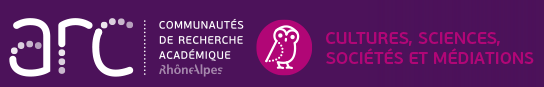 arc
COMMUNAUTÉS
DE RECHERCHE
ACADÉMIQUE
RhôneAlpes
CULTURES, SCIENCES,
SOCIÉTÉS ET MÉDIATIONS